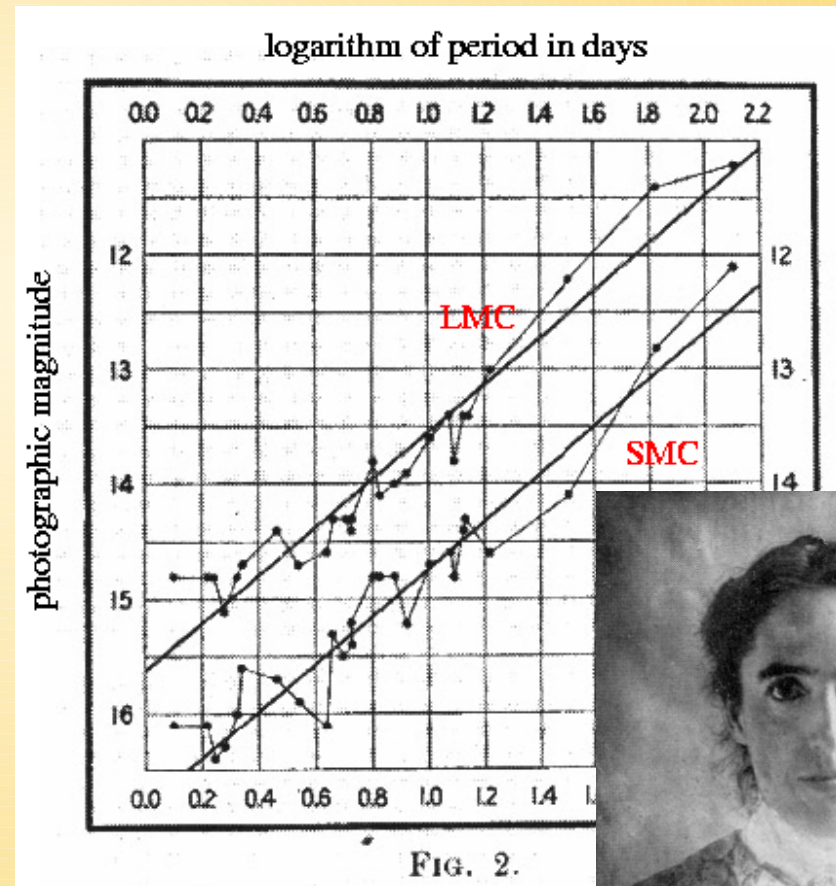 logarithm of period in days
0.0 0.2 0.4 0.6 0.8 1.0 1.2 1.4 1.6 1.8 2.0 2.2
photographic magnitude
12 12
LMC
13 13
SMC
14 14
15
16
0.0 0.2 0.4 0.6 0.8 1.0 1.2 1.4
FIG. 2.